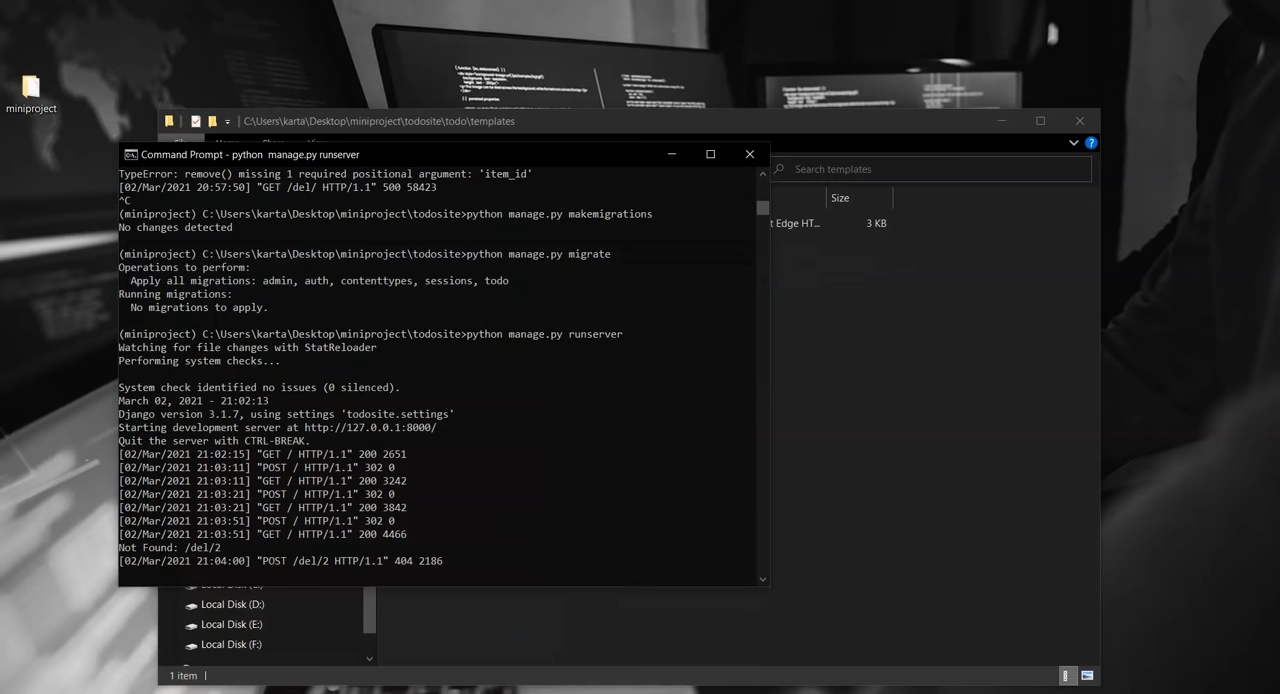 miniproject
C:\Users\karta\Desktop\miniproject\todosite\todo\templates
Command Prompt - python  manage.py runserver
Search templates
TypeError: remove() missing 1 required positional argument: 'item_id'
[02/Mar/2021 20:57:50] "GET /del/ HTTP/1.1" 500 58423
^C
(miniproject) C:\Users\karta\Desktop\miniproject\todosite>python manage.py makemigrations
No changes detected
(miniproject) C:\Users\karta\Desktop\miniproject\todosite>python manage.py migrate
Operations to perform:
  Apply all migrations: admin, auth, contenttypes, sessions, todo
Running migrations:
  No migrations to apply.
(miniproject) C:\Users\karta\Desktop\miniproject\todosite>python manage.py runserver
Watching for file changes with StatReloader
Performing system checks...
System check identified no issues (0 silenced).
March 02, 2021 - 21:02:13
Django version 3.1.7, using settings 'todosite.settings'
Starting development server at http://127.0.0.1:8000/
Quit the server with CTRL-BREAK.
[02/Mar/2021 21:02:15] "GET / HTTP/1.1" 200 2651
[02/Mar/2021 21:03:11] "POST / HTTP/1.1" 302 0
[02/Mar/2021 21:03:11] "GET / HTTP/1.1" 200 3242
[02/Mar/2021 21:03:21] "POST / HTTP/1.1" 302 0
[02/Mar/2021 21:03:21] "GET / HTTP/1.1" 200 3842
[02/Mar/2021 21:03:51] "POST / HTTP/1.1" 302 0
[02/Mar/2021 21:03:51] "GET / HTTP/1.1" 200 4466
Not Found: /del/2
[02/Mar/2021 21:04:00] "POST /del/2 HTTP/1.1" 404 2186
Size
t Edge HT... 3 KB
Local Disk (D:)
Local Disk (E:)
Local Disk (F:)
1 item